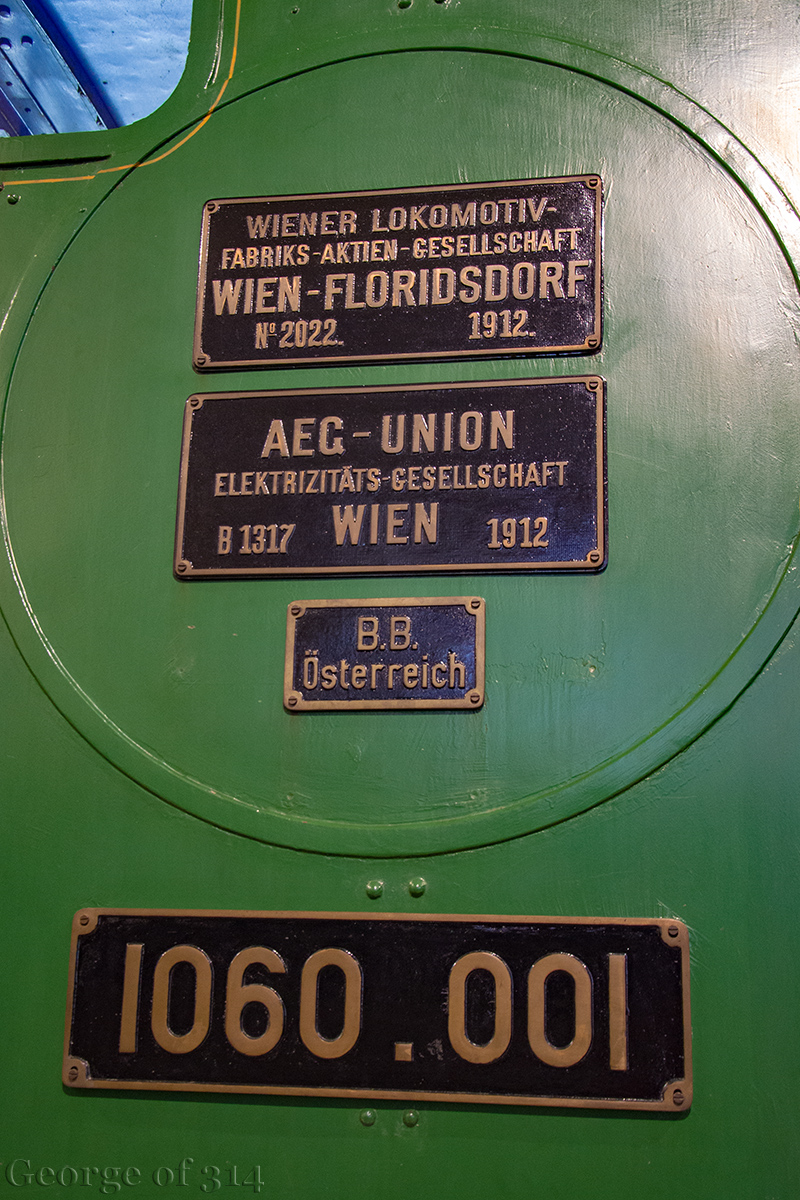 WIENER LOKOMOTIV-
FABRIKS-AKTIEN-GESELLSCHAFT
WIEN-FLORIDSDORF
No 2022. 1912.
AEG-UNION
ELEKTRIZITÄTS-GESELLSCHAFT
B 1317 WIEN 1912
B.B.
Österreich
1060.001
George of 314